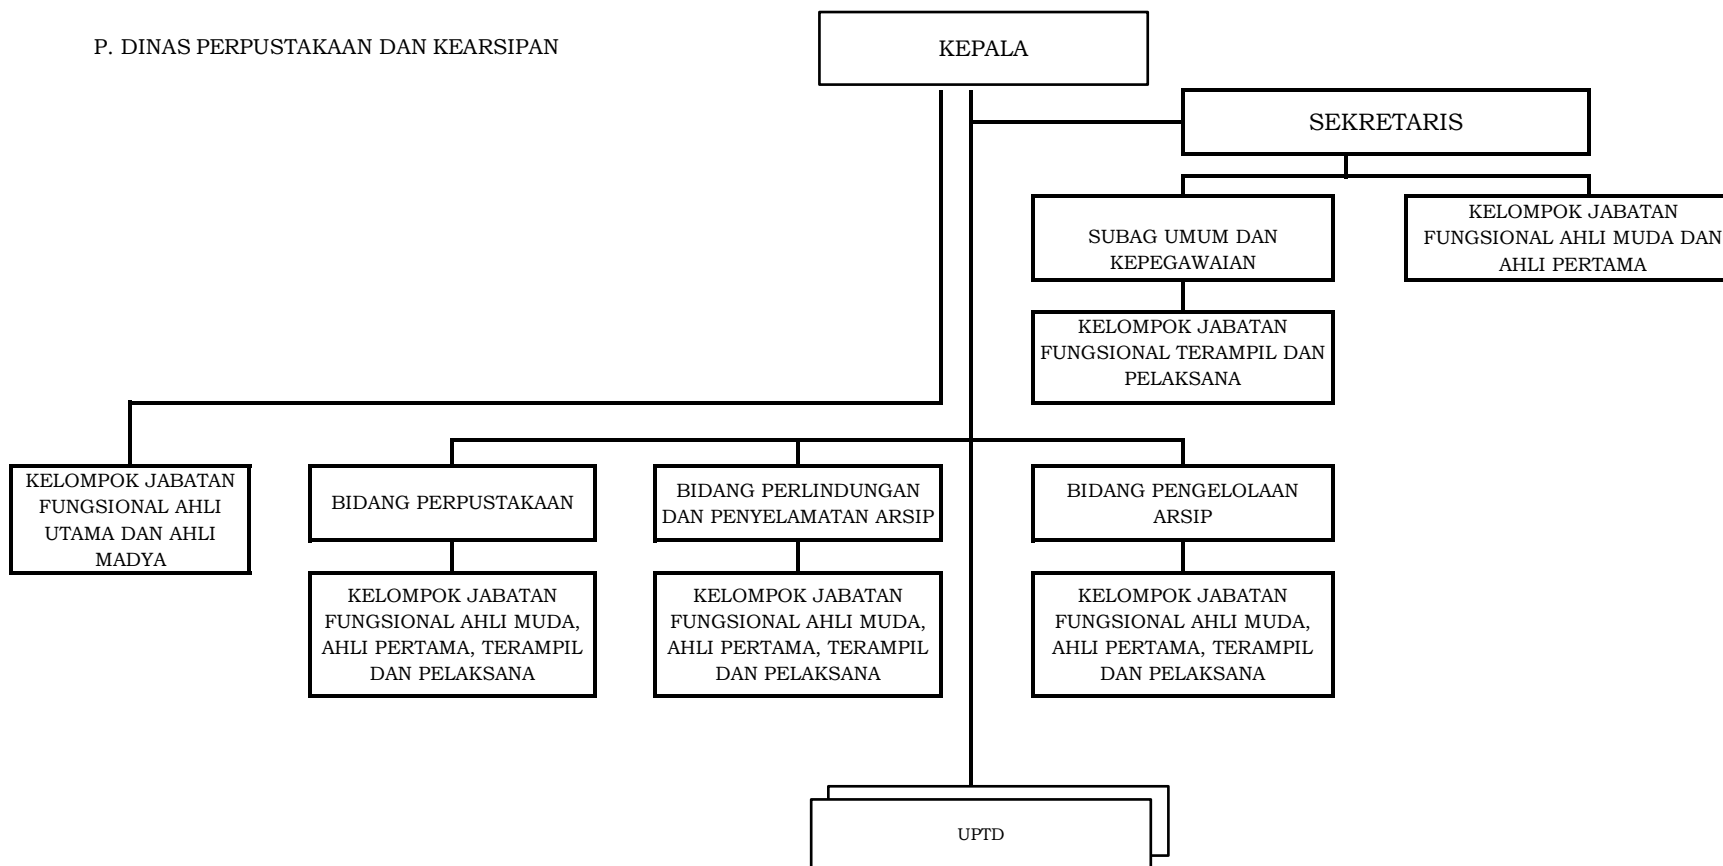 P. DINAS PERPUSTAKAAN DAN KEARSIPAN
KEPALA
SEKRETARIS
SUBAG UMUM DAN
KEPEGAWAIAN
KELOMPOK JABATAN
FUNGSIONAL AHLI MUDA DAN
AHLI PERTAMA
KELOMPOK JABATAN
FUNGSIONAL TERAMPIL DAN
PELAKSANA
KELOMPOK JABATAN
FUNGSIONAL AHLI
UTAMA DAN AHLI
MADYA
BIDANG PERPUSTAKAAN
BIDANG PERLINDUNGAN
DAN PENYELAMATAN ARSIP
BIDANG PENGELOLAAN
ARSIP
KELOMPOK JABATAN
FUNGSIONAL AHLI MUDA,
AHLI PERTAMA, TERAMPIL
DAN PELAKSANA
KELOMPOK JABATAN
FUNGSIONAL AHLI MUDA,
AHLI PERTAMA, TERAMPIL
DAN PELAKSANA
KELOMPOK JABATAN
FUNGSIONAL AHLI MUDA,
AHLI PERTAMA, TERAMPIL
DAN PELAKSANA
UPTD